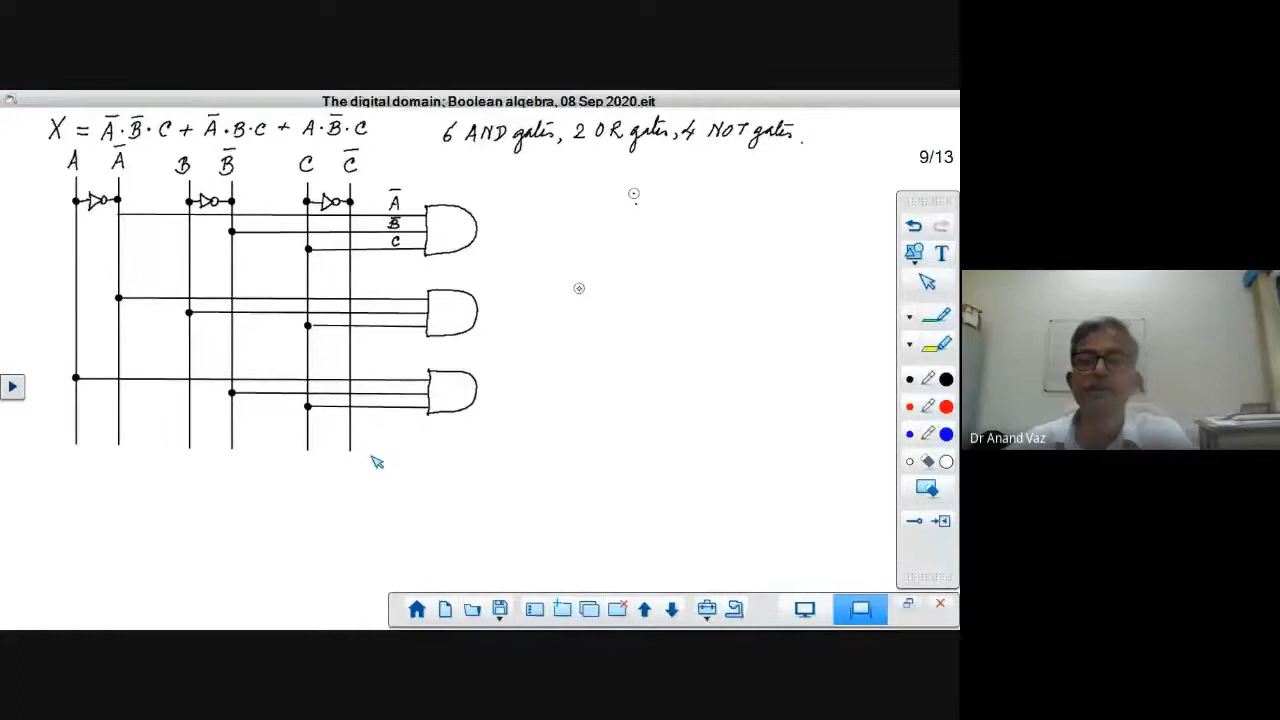 The digital domain; Boolean algebra, 08 Sep 2020.eit
X = A̅·B̅·C + A̅·B·C + A·B̅·C
6 AND gates, 2 OR gates, 4 NOT gates.
9/13
A A̅ B B̅ C C̅
A̅
B̅
C
T
Dr Anand Vaz